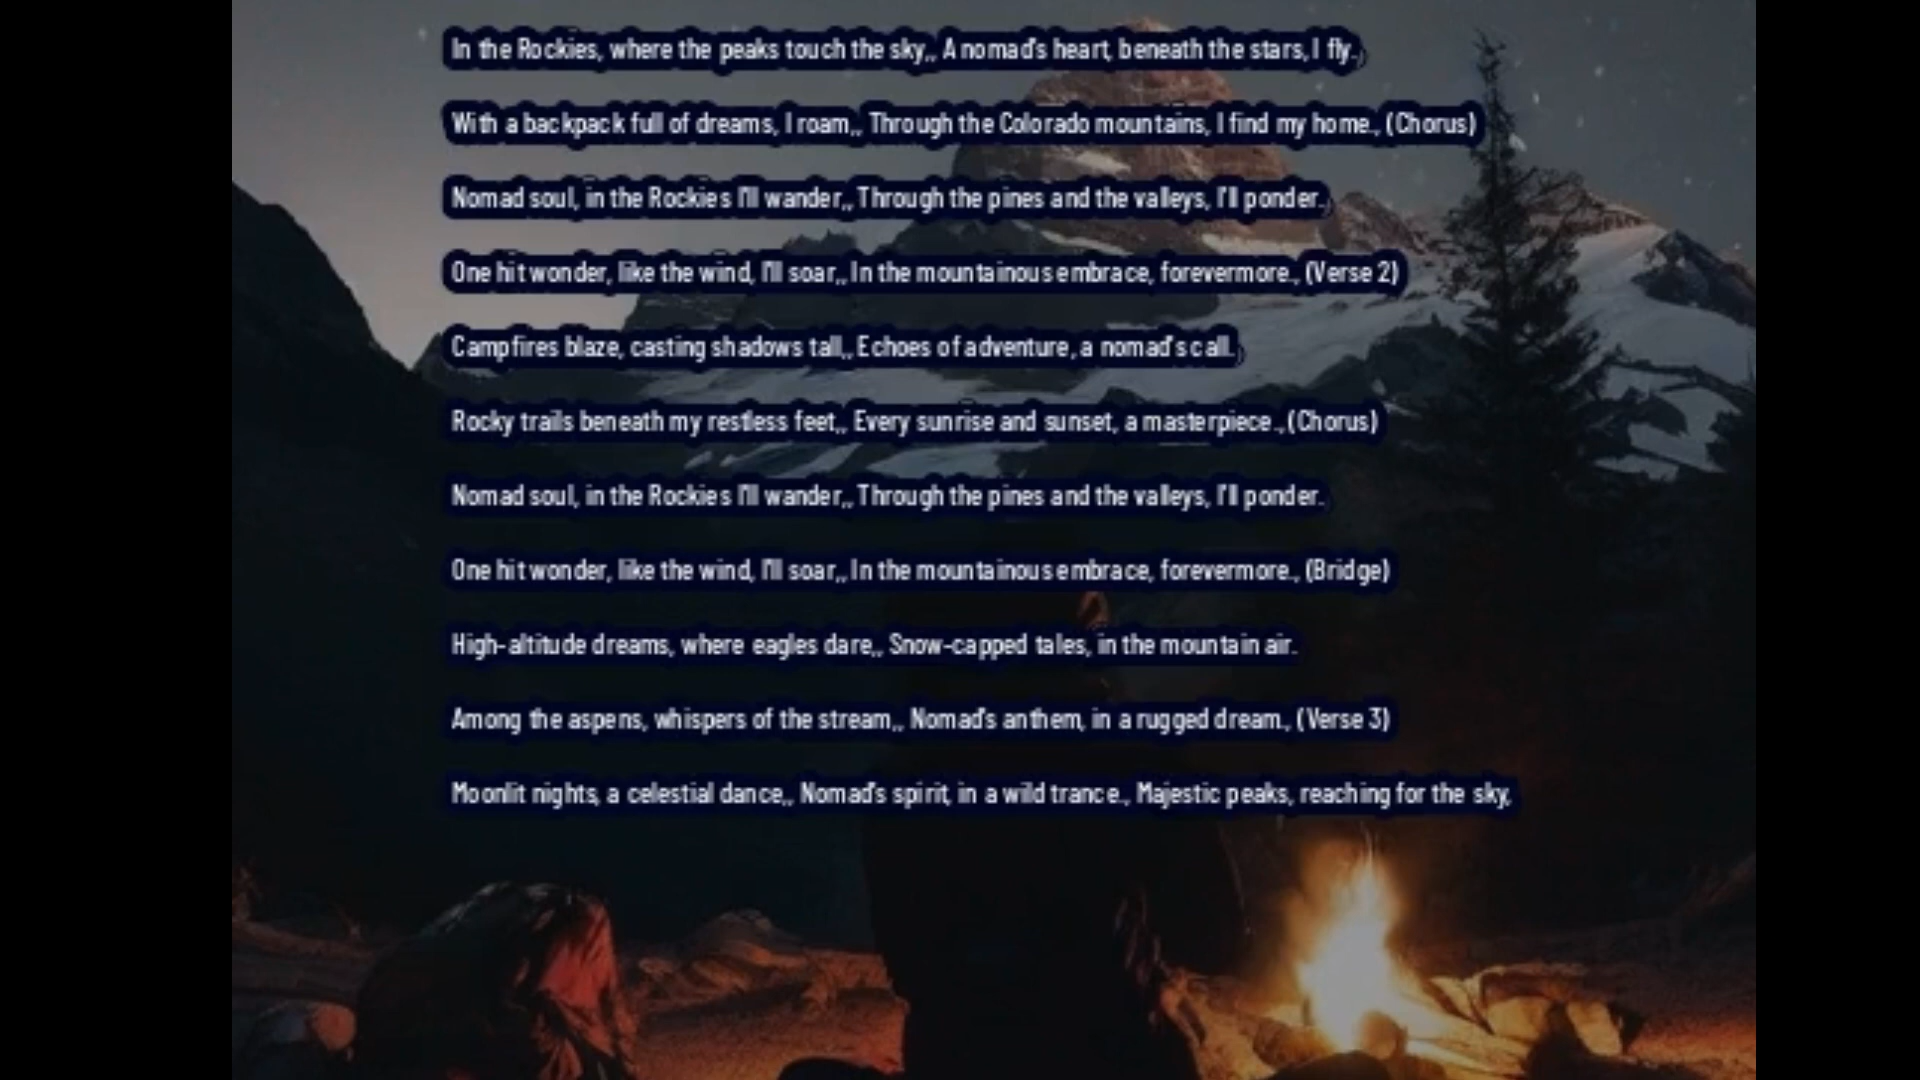 In the Rockies, where the peaks touch the sky,, A nomad's heart, beneath the stars, I fly.,
With a backpack full of dreams, I roam,, Through the Colorado mountains, I find my home., (Chorus)
Nomad soul, in the Rockies I'll wander,, Through the pines and the valleys, I'll ponder.,
One hit wonder, like the wind, I'll soar,, In the mountainous embrace, forevermore., (Verse 2)
Campfires blaze, casting shadows tall,, Echoes of adventure, a nomad's call.,
Rocky trails beneath my restless feet,, Every sunrise and sunset, a masterpiece., (Chorus)
Nomad soul, in the Rockies I'll wander,, Through the pines and the valleys, I'll ponder.
One hit wonder, like the wind, I'll soar,, In the mountainous embrace, forevermore., (Bridge)
High-altitude dreams, where eagles dare,, Snow-capped tales, in the mountain air.
Among the aspens, whispers of the stream,, Nomad's anthem, in a rugged dream., (Verse 3)
Moonlit nights, a celestial dance,, Nomad's spirit, in a wild trance., Majestic peaks, reaching for the sky,